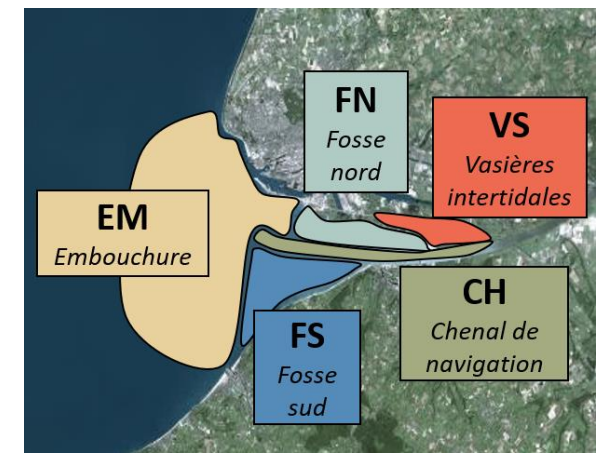 FN
Fosse
nord
VS
Vasières
intertidales
EM
Embouchure
CH
Chenal de
navigation
FS
Fosse
sud